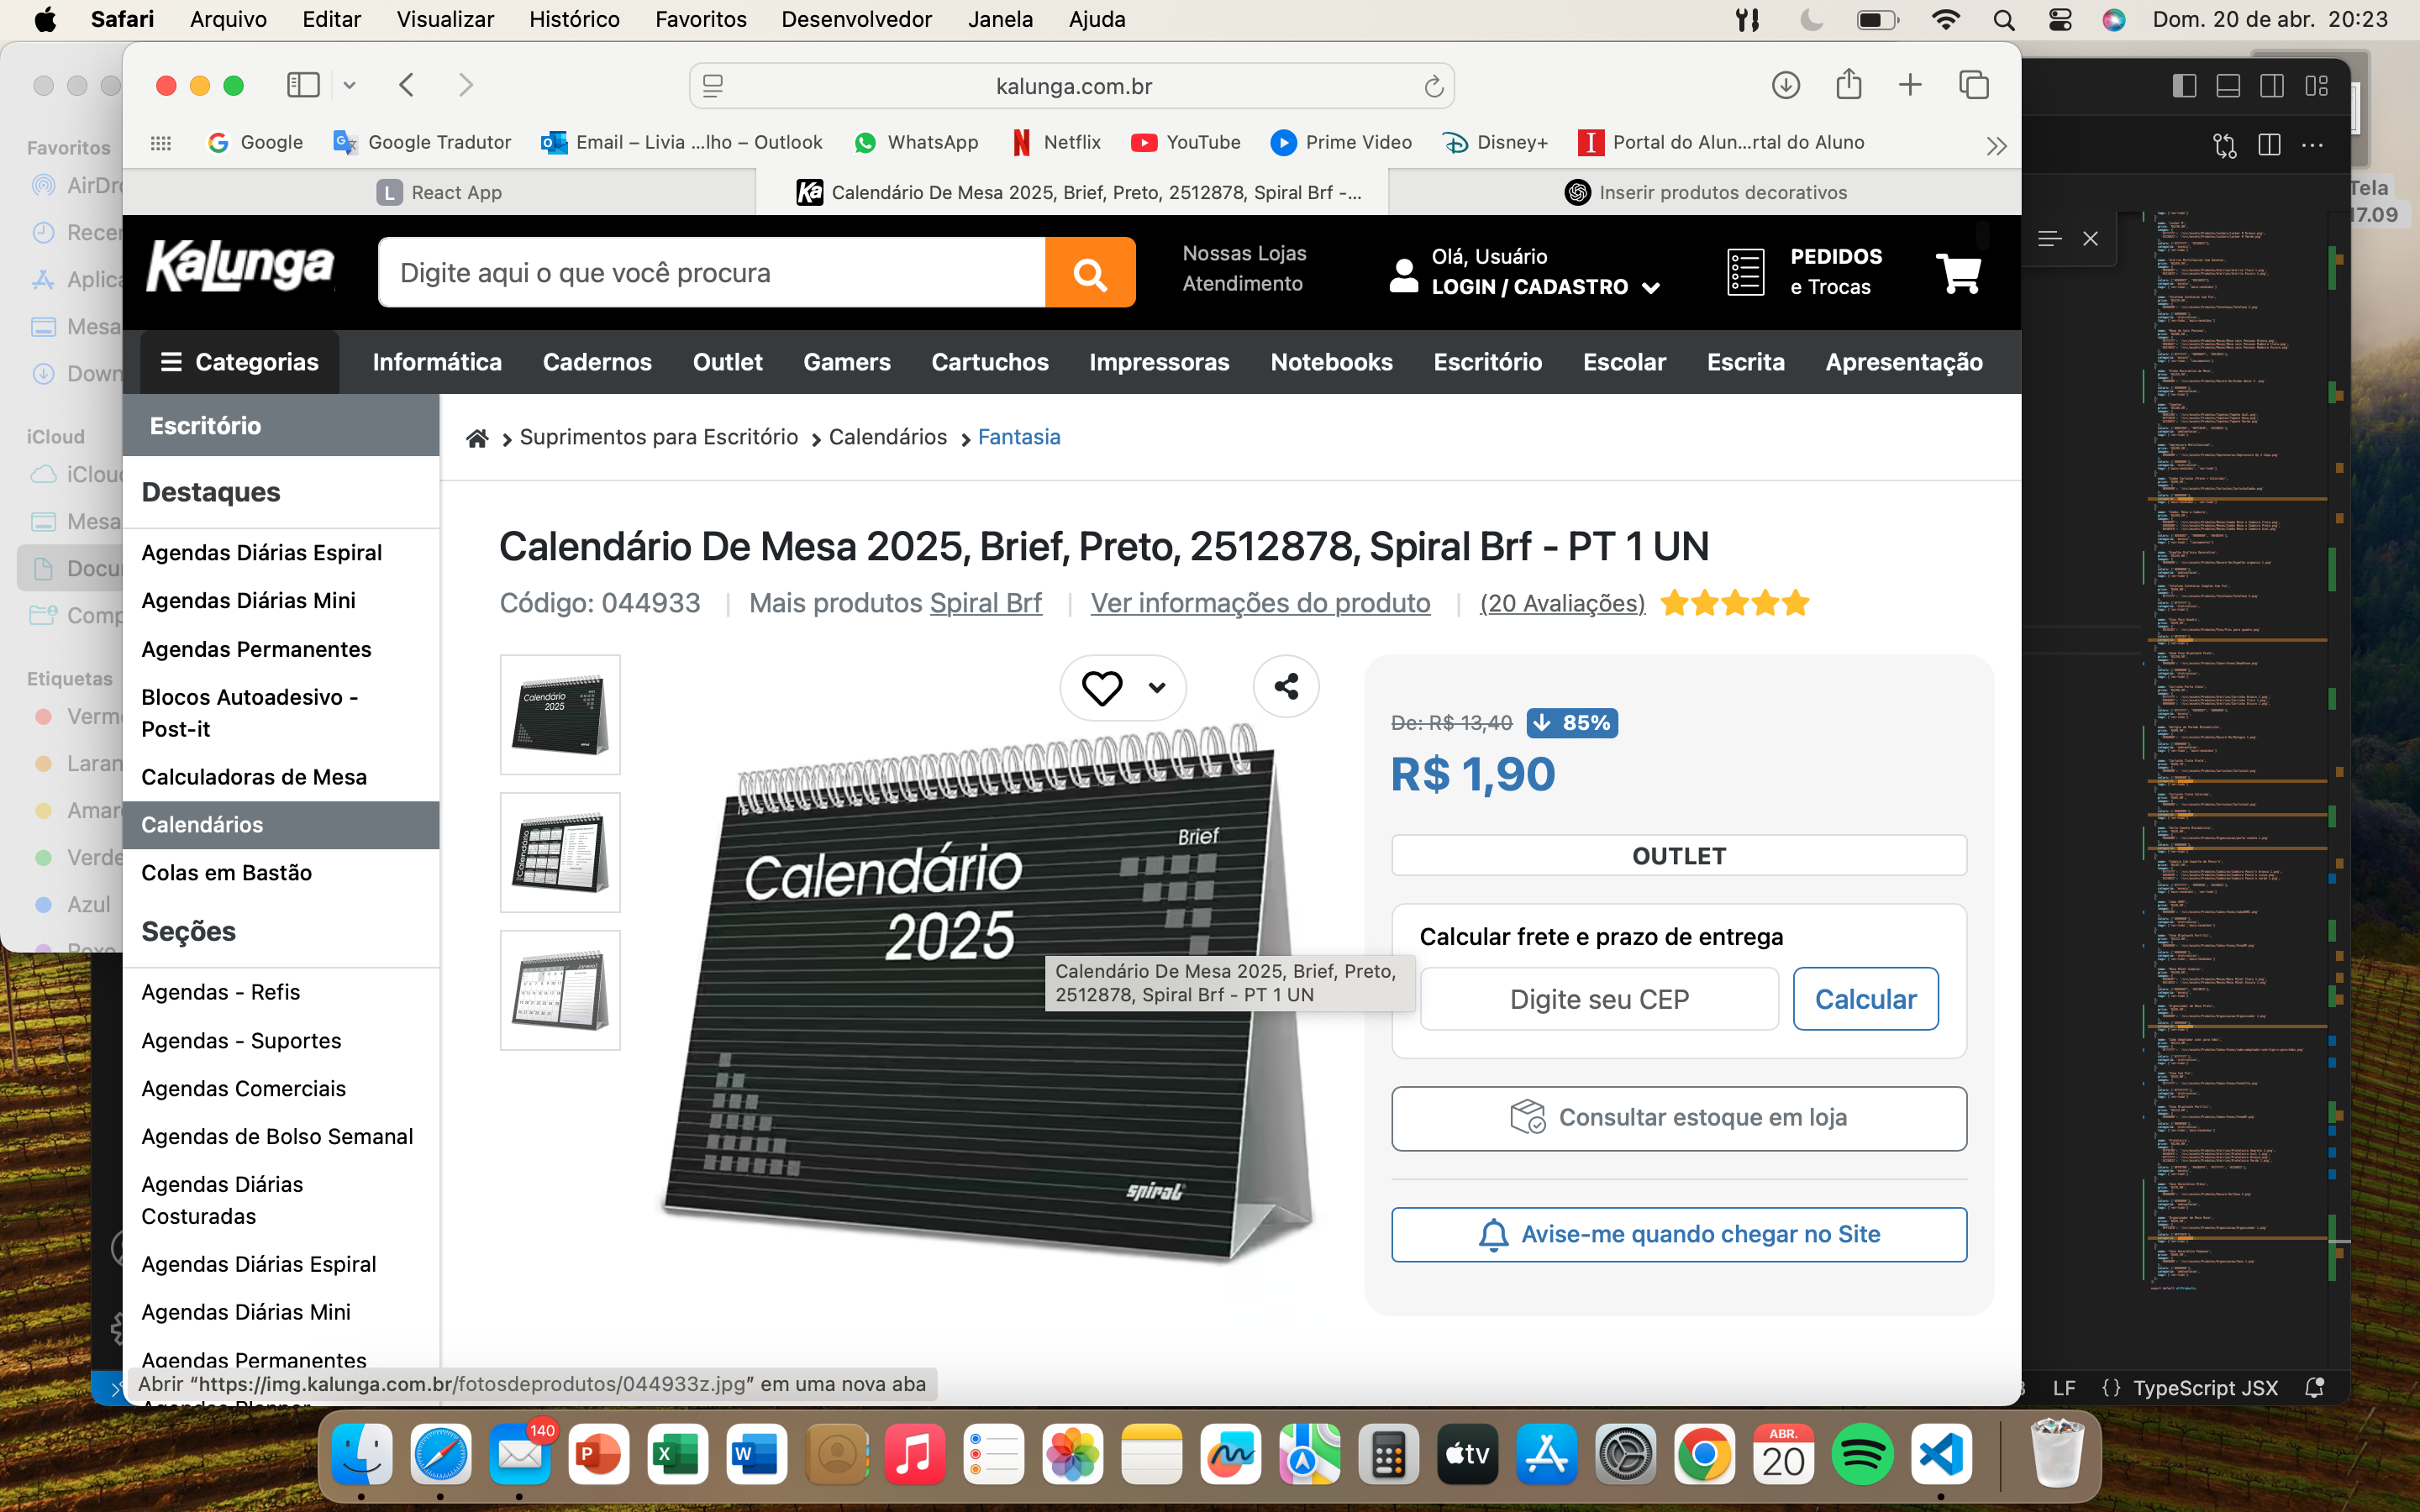 Safari Arquivo Editar Visualizar Histórico Favoritos Desenvolvedor Janela Ajuda Dom. 20 de abr. 20:23
kalunga.com.br
Google Google Tradutor Email – Livia ...lho – Outlook WhatsApp Netflix YouTube Prime Video Disney+ Portal do Alun...rtal do Aluno
React App Calendário De Mesa 2025, Brief, Preto, 2512878, Spiral Brf -... Inserir produtos decorativos
Favoritos
AirDr
Recer
Aplica
Mesa
Down
iCloud
iClou
Mesa
Docu
Comp
Etiquetas
Verm
Laran
Amar
Verde
Azul
Roxo
Tela
17.09
Kalunga
Digite aqui o que você procura
Nossas Lojas
Atendimento
Olá, Usuário
LOGIN / CADASTRO
PEDIDOS
e Trocas
Categorias Informática Cadernos Outlet Gamers Cartuchos Impressoras Notebooks Escritório Escolar Escrita Apresentação
Escritório
Destaques
Agendas Diárias Espiral
Agendas Diárias Mini
Agendas Permanentes
Blocos Autoadesivo -
Post-it
Calculadoras de Mesa
Calendários
Colas em Bastão
Seções
Agendas - Refis
Agendas - Suportes
Agendas Comerciais
Agendas de Bolso Semanal
Agendas Diárias
Costuradas
Agendas Diárias Espiral
Agendas Diárias Mini
Agendas Permanentes
Agendas Planner
Suprimentos para Escritório Calendários Fantasia
Calendário De Mesa 2025, Brief, Preto, 2512878, Spiral Brf - PT 1 UN
Código: 044933 | Mais produtos Spiral Brf | Ver informações do produto | (20 Avaliações)
Calendário
2025
Brief
Calendário
2025
spiral
Calendário De Mesa 2025, Brief, Preto,
2512878, Spiral Brf - PT 1 UN
De: R$ 13,40 85%
R$ 1,90
OUTLET
Calcular frete e prazo de entrega
Digite seu CEP Calcular
Consultar estoque em loja
Avise-me quando chegar no Site
Abrir “https://img.kalunga.com.br/fotosdeprodutos/044933z.jpg” em uma nova aba
LF {} TypeScript JSX
140
P
X
W
tv
ABR.
20